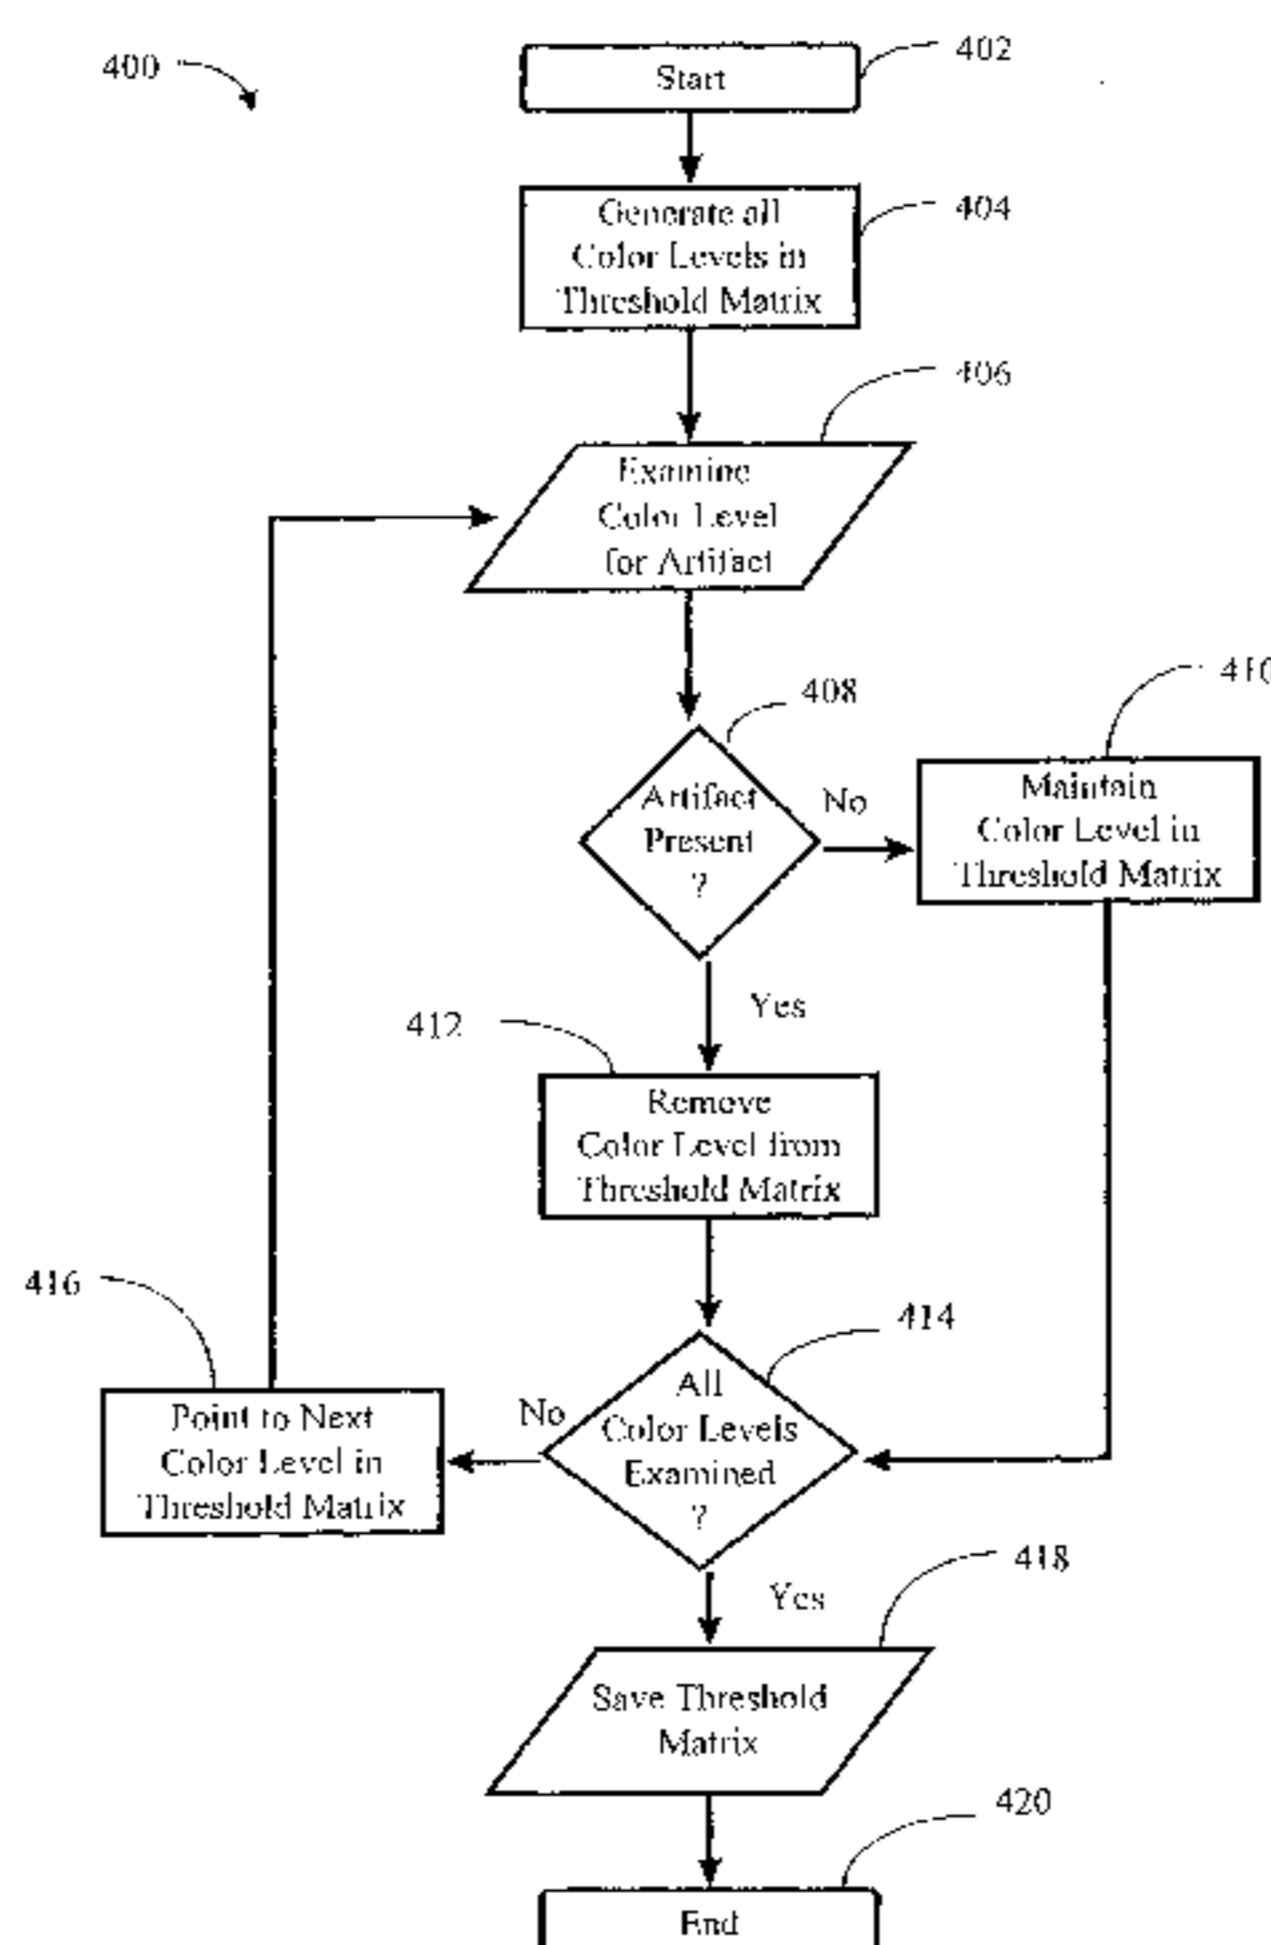 400
402
Start
404
Generate all
Color Levels in
Threshold Matrix
406
Examine
Color Level
for Artifact
408
Artifact
Present
?
No
410
Maintain
Color Level in
Threshold Matrix
Yes
412
Remove
Color Level from
Threshold Matrix
414
All
Color Levels
Examined
?
No
416
Point to Next
Color Level in
Threshold Matrix
Yes
418
Save Threshold
Matrix
420
End